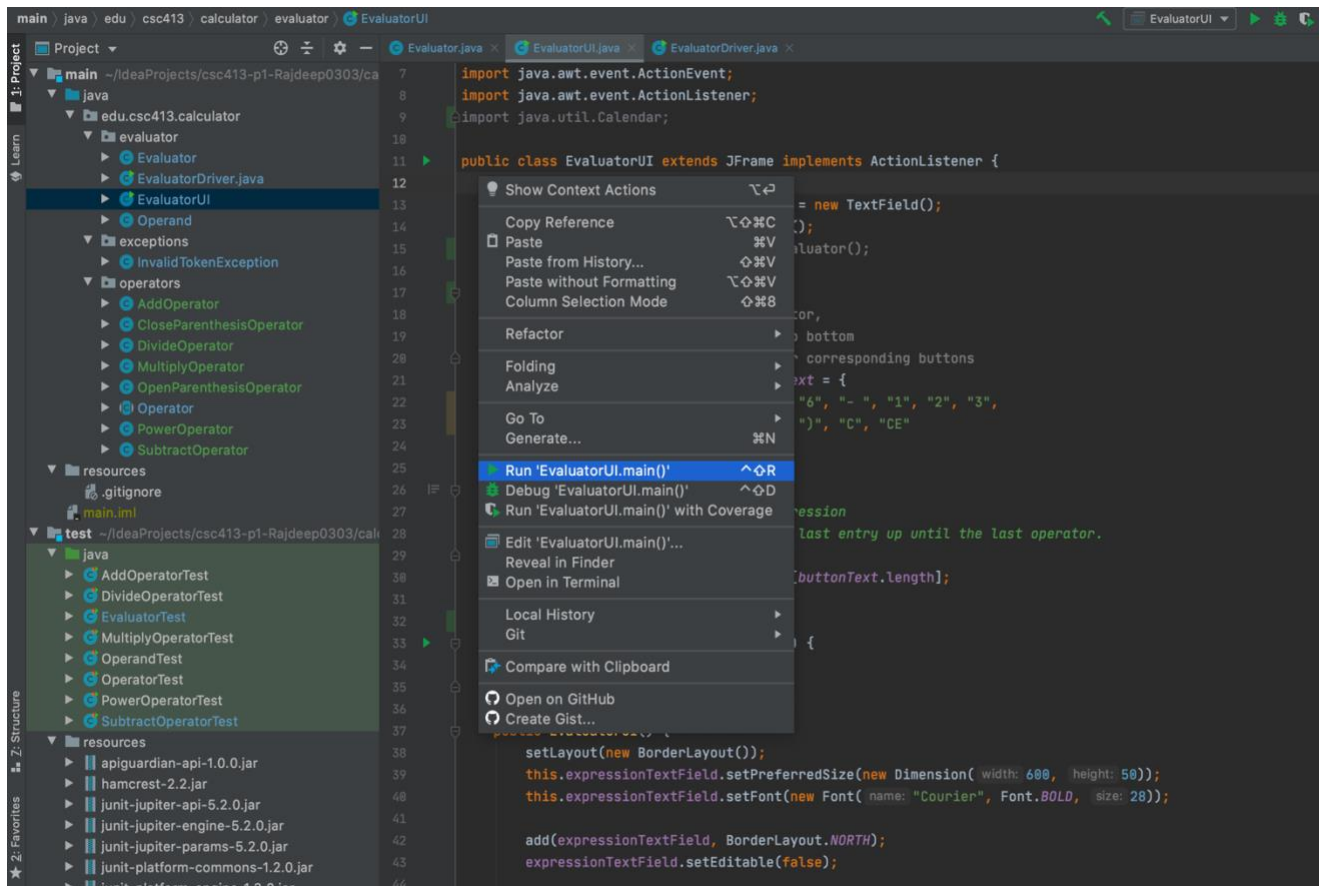 main > java > edu > csc413 > calculator > evaluator > EvaluatorUI
EvaluatorUI
1: Project
Learn
Z: Structure
2: Favorites
Project
main ~/IdeaProjects/csc413-p1-Rajdeep0303/ca
java
edu.csc413.calculator
evaluator
Evaluator
EvaluatorDriver.java
EvaluatorUI
Operand
exceptions
InvalidTokenException
operators
AddOperator
CloseParenthesisOperator
DivideOperator
MultiplyOperator
OpenParenthesisOperator
Operator
PowerOperator
SubtractOperator
resources
.gitignore
main.iml
test ~/IdeaProjects/csc413-p1-Rajdeep0303/cal
java
AddOperatorTest
DivideOperatorTest
EvaluatorTest
MultiplyOperatorTest
OperandTest
OperatorTest
PowerOperatorTest
SubtractOperatorTest
resources
apiguardian-api-1.0.0.jar
hamcrest-2.2.jar
junit-jupiter-api-5.2.0.jar
junit-jupiter-engine-5.2.0.jar
junit-jupiter-params-5.2.0.jar
junit-platform-commons-1.2.0.jar
Evaluator.java EvaluatorUI.java EvaluatorDriver.java
7 import java.awt.event.ActionEvent;
8 import java.awt.event.ActionListener;
9 import java.util.Calendar;
10
11 public class EvaluatorUI extends JFrame implements ActionListener {
12
13 = new TextField();
14 ();
15 aluator();
16
17
18 tor,
19 bottom
20 corresponding buttons
21 ext = {
22 "6", "- ", "1", "2", "3",
23 ")", "C", "CE"
24
25
26
27 ression
28 last entry up until the last operator.
29
30 [buttonText.length];
31
32
33 ) {
34
35
36
37 public EvaluatorUI() {
38 setLayout(new BorderLayout());
39 this.expressionTextField.setPreferredSize(new Dimension( width: 600, height: 50));
40 this.expressionTextField.setFont(new Font( name: "Courier", Font.BOLD, size: 28));
41
42 add(expressionTextField, BorderLayout.NORTH);
43 expressionTextField.setEditable(false);
44
Show Context Actions ⌥⏎
Copy Reference ⌥⇧⌘C
Paste ⌘V
Paste from History... ⇧⌘V
Paste without Formatting ⌥⇧⌘V
Column Selection Mode ⇧⌘8
Refactor
Folding
Analyze
Go To
Generate... ⌘N
Run 'EvaluatorUI.main()' ^⇧R
Debug 'EvaluatorUI.main()' ^⇧D
Run 'EvaluatorUI.main()' with Coverage
Edit 'EvaluatorUI.main()'...
Reveal in Finder
Open in Terminal
Local History
Git
Compare with Clipboard
Open on GitHub
Create Gist...